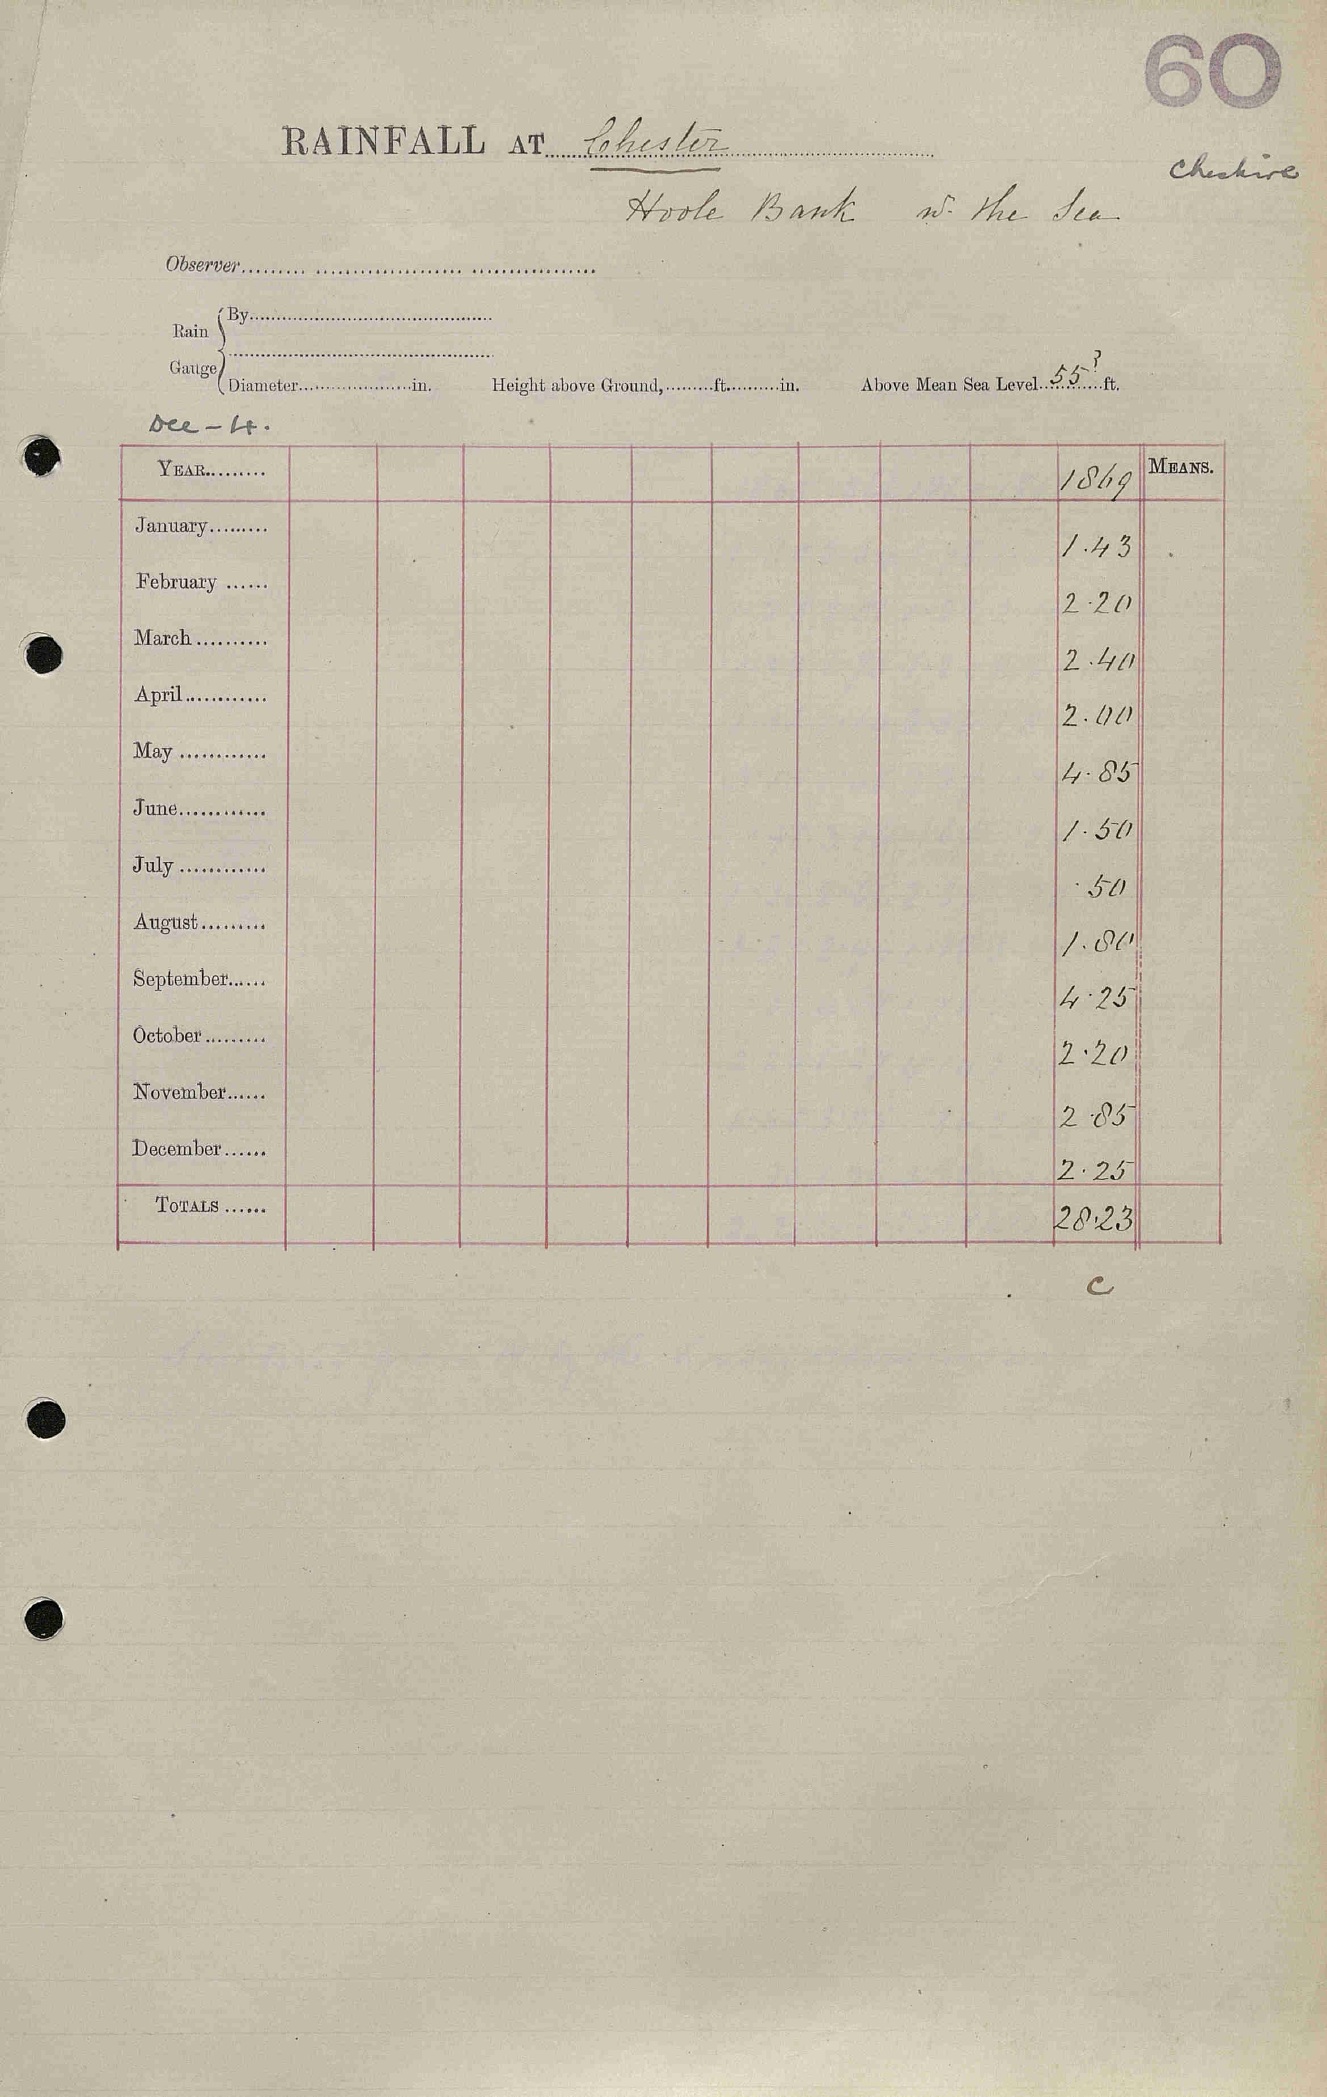 60
RAINFALL AT Chester
Cheshire
Hoole Bank the Sea
Observer
Rain Gauge
By
Diameter in. Height above Ground, ft. in. Above Mean Sea Level 55? ft.
Dee - 4.
YEAR 1869 MEANS.
January 1.43
February 2.20
March 2.40
April 2.00
May 4.85
June 1.50
July .50
August 1.80
September 4.25
October 2.20
November 2.85
December 2.25
TOTALS 28.23
C